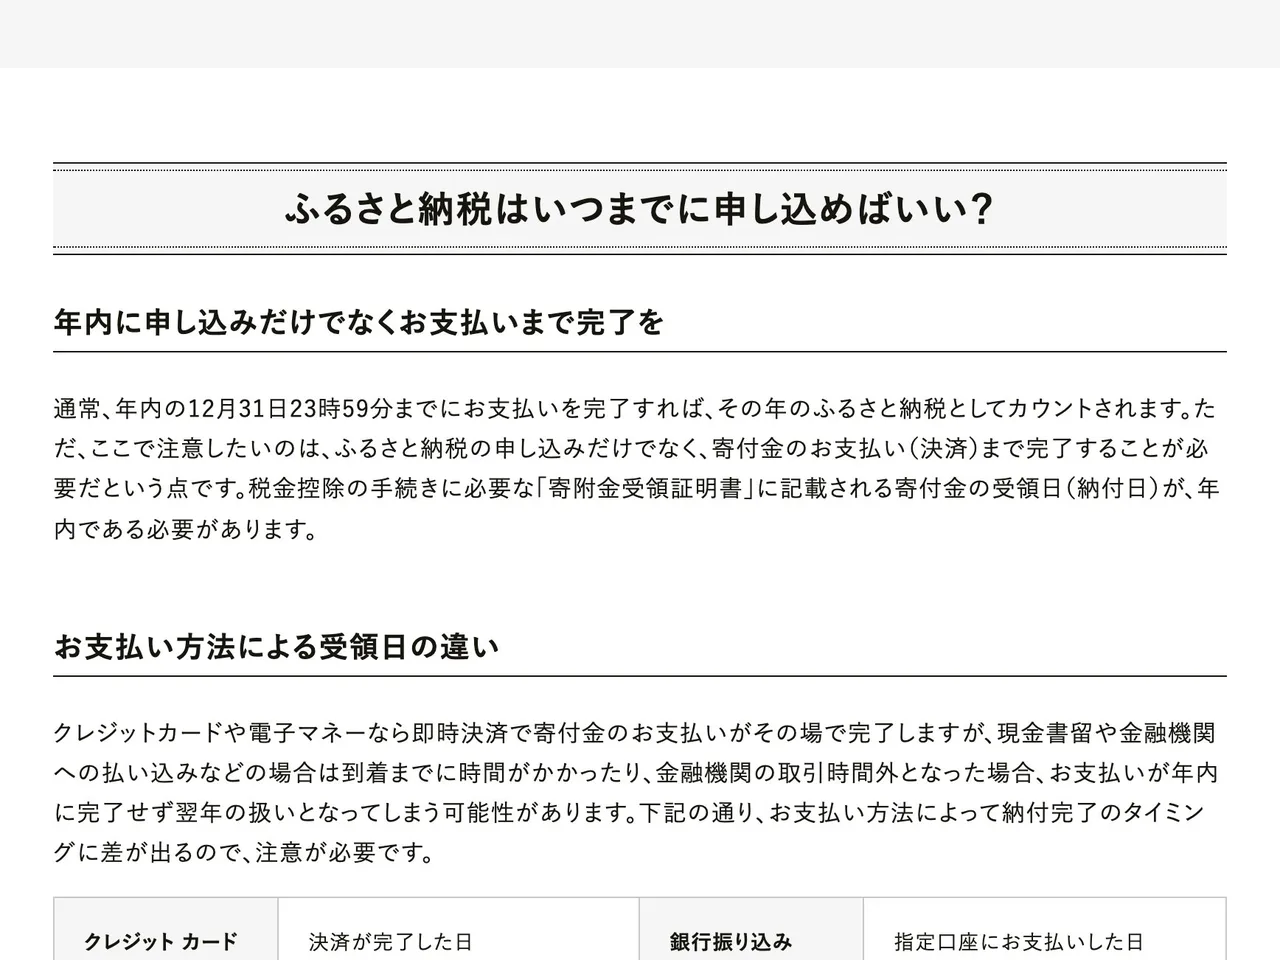 ふるさと納税はいつまでに申し込めばいい？
年内に申し込みだけでなくお支払いまで完了を
通常、年内の12月31日23時59分までにお支払いを完了すれば、その年のふるさと納税としてカウントされます。た
だ、ここで注意したいのは、ふるさと納税の申し込みだけでなく、寄付金のお支払い（決済）まで完了することが必
要だという点です。税金控除の手続きに必要な「寄附金受領証明書」に記載される寄付金の受領日（納付日）が、年
内である必要があります。
お支払い方法による受領日の違い
クレジットカードや電子マネーなら即時決済で寄付金のお支払いがその場で完了しますが、現金書留や金融機関
への払い込みなどの場合は到着までに時間がかかったり、金融機関の取引時間外となった場合、お支払いが年内
に完了せず翌年の扱いとなってしまう可能性があります。下記の通り、お支払い方法によって納付完了のタイミン
グに差が出るので、注意が必要です。
クレジット カード 決済が完了した日 銀行振り込み 指定口座にお支払いした日